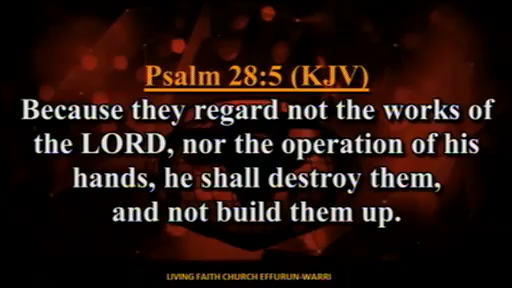 Psalm 28:5 (KJV)
Because they regard not the works of
the LORD, nor the operation of his
hands, he shall destroy them,
and not build them up.
LIVING FAITH CHURCH EFFURUN-WARRI